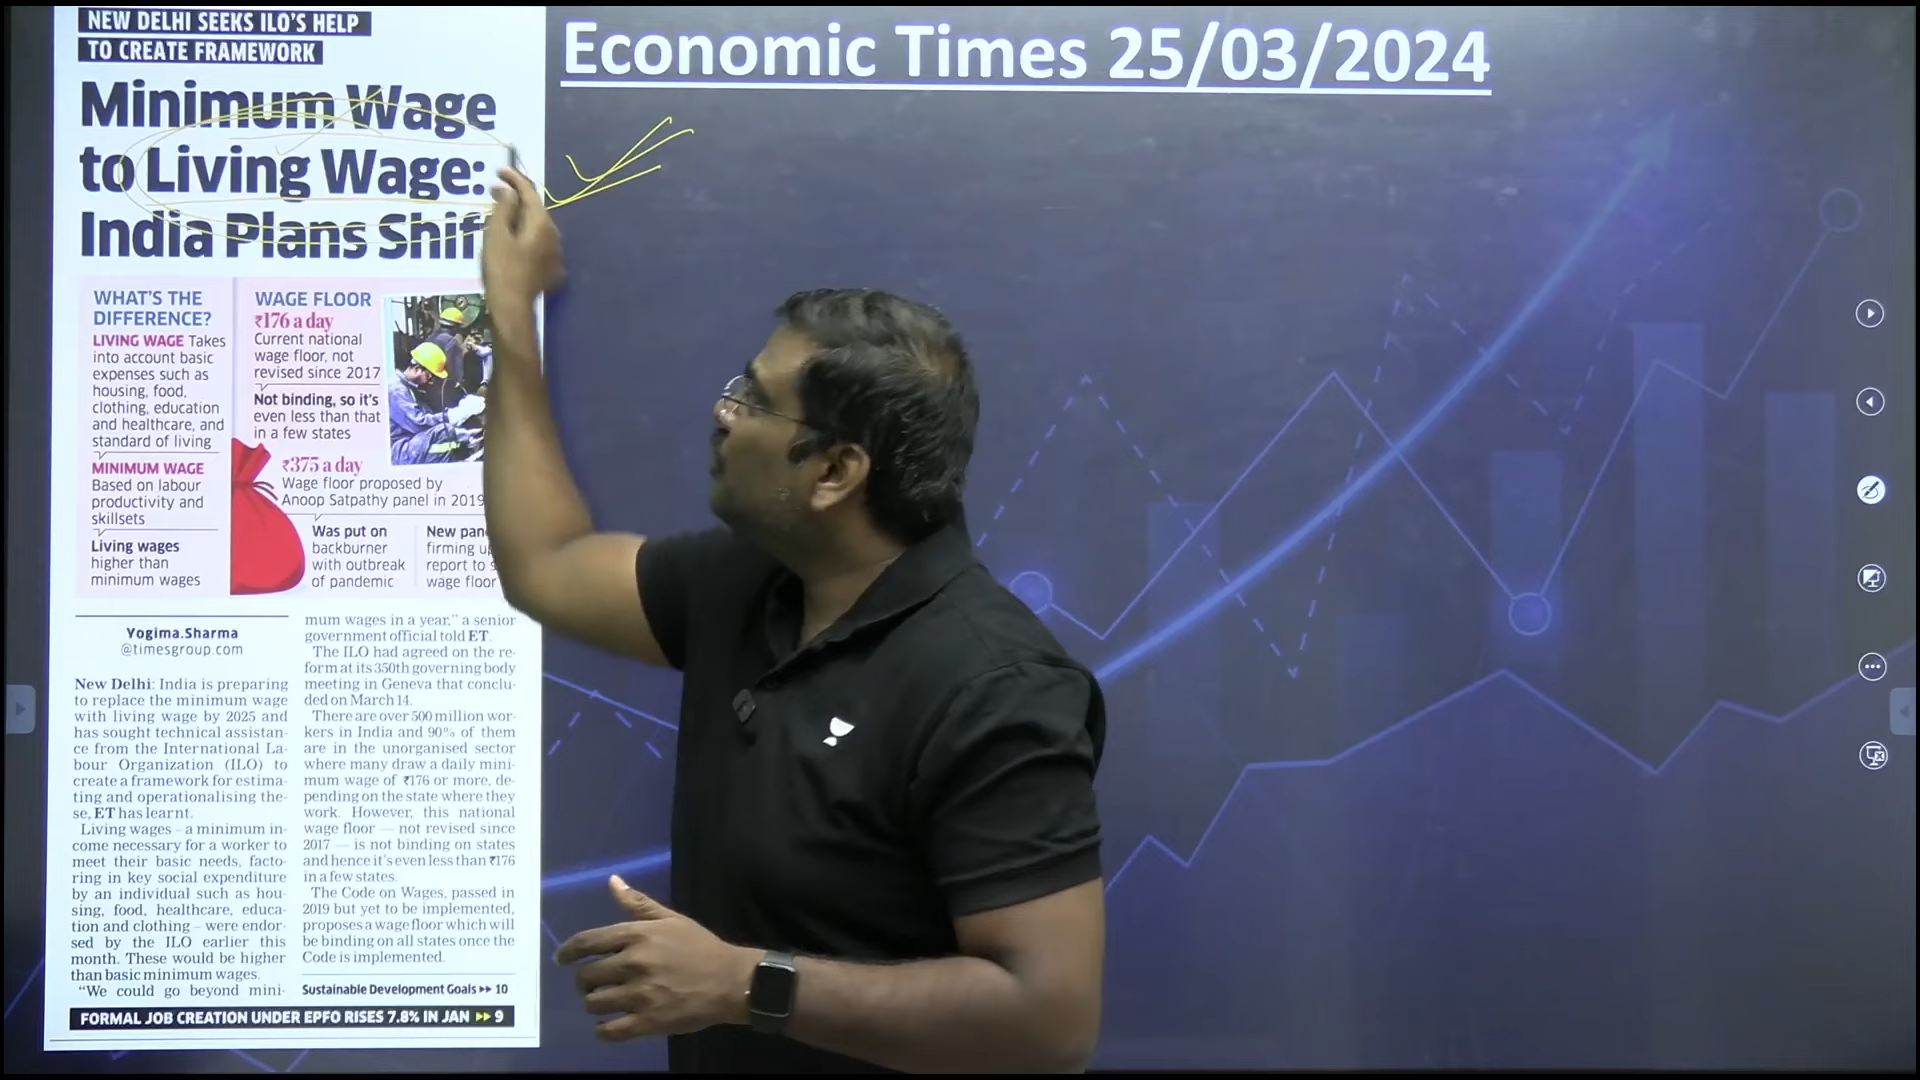 NEW DELHI SEEKS ILO'S HELP
TO CREATE FRAMEWORK
Economic Times 25/03/2024
Minimum Wage
to Living Wage:
India Plans Shif
WHAT'S THE
DIFFERENCE?
LIVING WAGE Takes
into account basic
expenses such as
housing, food,
clothing, education
and healthcare, and
standard of living
MINIMUM WAGE
Based on labour
productivity and
skillsets
Living wages
higher than
minimum wages
WAGE FLOOR
₹176 a day
Current national
wage floor, not
revised since 2017
Not binding, so it's
even less than that
in a few states
₹375 a day
Wage floor proposed by
Anoop Satpathy panel in 2019
Was put on
backburner
with outbreak
of pandemic
New pan
firming u
report to
wage floor
Yogima.Sharma
@timesgroup.com
New Delhi: India is preparing
to replace the minimum wage
with living wage by 2025 and
has sought technical assistan-
ce from the International La-
bour Organization (ILO) to
create a framework for estima-
ting and operationalising the-
se, ET has learnt.
Living wages – a minimum in-
come necessary for a worker to
meet their basic needs, facto-
ring in key social expenditure
by an individual such as hou-
sing, food, healthcare, educa-
tion and clothing – were endor-
sed by the ILO earlier this
month. These would be higher
than basic minimum wages.
"We could go beyond mini-
mum wages in a year," a senior
government official told ET.
The ILO had agreed on the re-
form at its 350th governing body
meeting in Geneva that conclu-
ded on March 14.
There are over 500 million wor-
kers in India and 90% of them
are in the unorganised sector
where many draw a daily mini-
mum wage of ₹176 or more, de-
pending on the state where they
work. However, this national
wage floor — not revised since
2017 — is not binding on states
and hence it's even less than ₹176
in a few states.
The Code on Wages, passed in
2019 but yet to be implemented,
proposes a wage floor which will
be binding on all states once the
Code is implemented.
Sustainable Development Goals ▸▸ 10
FORMAL JOB CREATION UNDER EPFO RISES 7.8% IN JAN ▸▸ 9